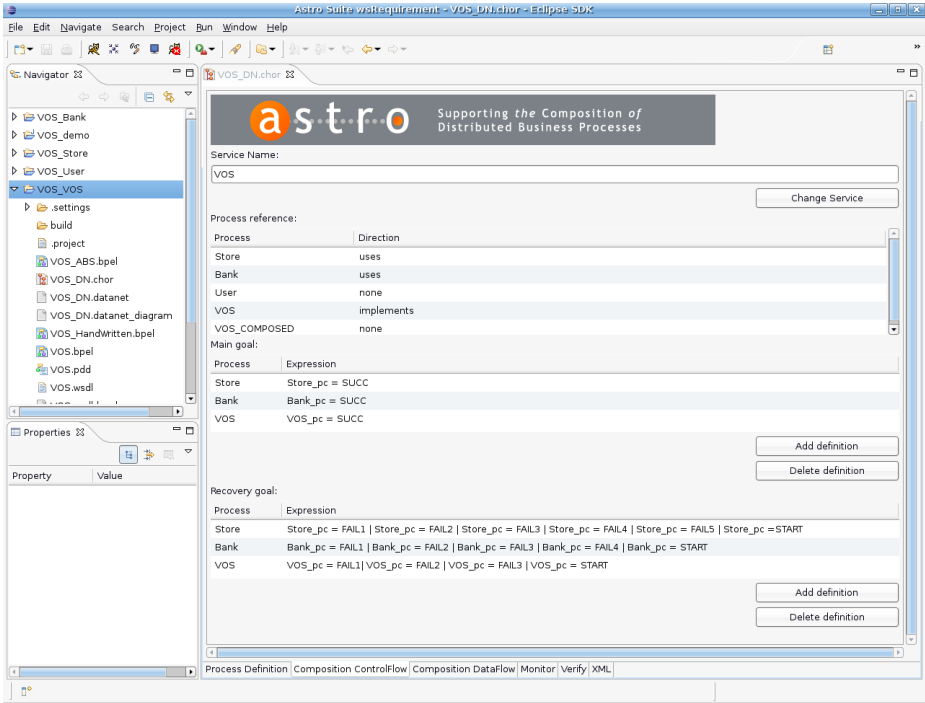 Astro Suite wsRequirement - VOS_DN.chor - Eclipse SDK
File Edit Navigate Search Project Run Window Help
Navigator
VOS_Bank
VOS_demo
VOS_Store
VOS_User
VOS_VOS
.settings
build
.project
VOS_ABS.bpel
VOS_DN.chor
VOS_DN.datanet
VOS_DN.datanet_diagram
VOS_HandWritten.bpel
VOS.bpel
VOS.pdd
VOS.wsdl
Properties
Property Value
VOS_DN.chor
astro
Supporting the Composition of
Distributed Business Processes
Service Name:
VOS
Change Service
Process reference:
Process Direction
Store uses
Bank uses
User none
VOS implements
VOS_COMPOSED none
Main goal:
Process Expression
Store Store_pc = SUCC
Bank Bank_pc = SUCC
VOS VOS_pc = SUCC
Add definition
Delete definition
Recovery goal:
Process Expression
Store Store_pc = FAIL1 | Store_pc = FAIL2 | Store_pc = FAIL3 | Store_pc = FAIL4 | Store_pc = FAIL5 | Store_pc =START
Bank Bank_pc = FAIL1 | Bank_pc = FAIL2 | Bank_pc = FAIL3 | Bank_pc = FAIL4 | Bank_pc = START
VOS VOS_pc = FAIL1| VOS_pc = FAIL2 | VOS_pc = FAIL3 | VOS_pc = START
Add definition
Delete definition
Process Definition Composition ControlFlow Composition DataFlow Monitor Verify XML